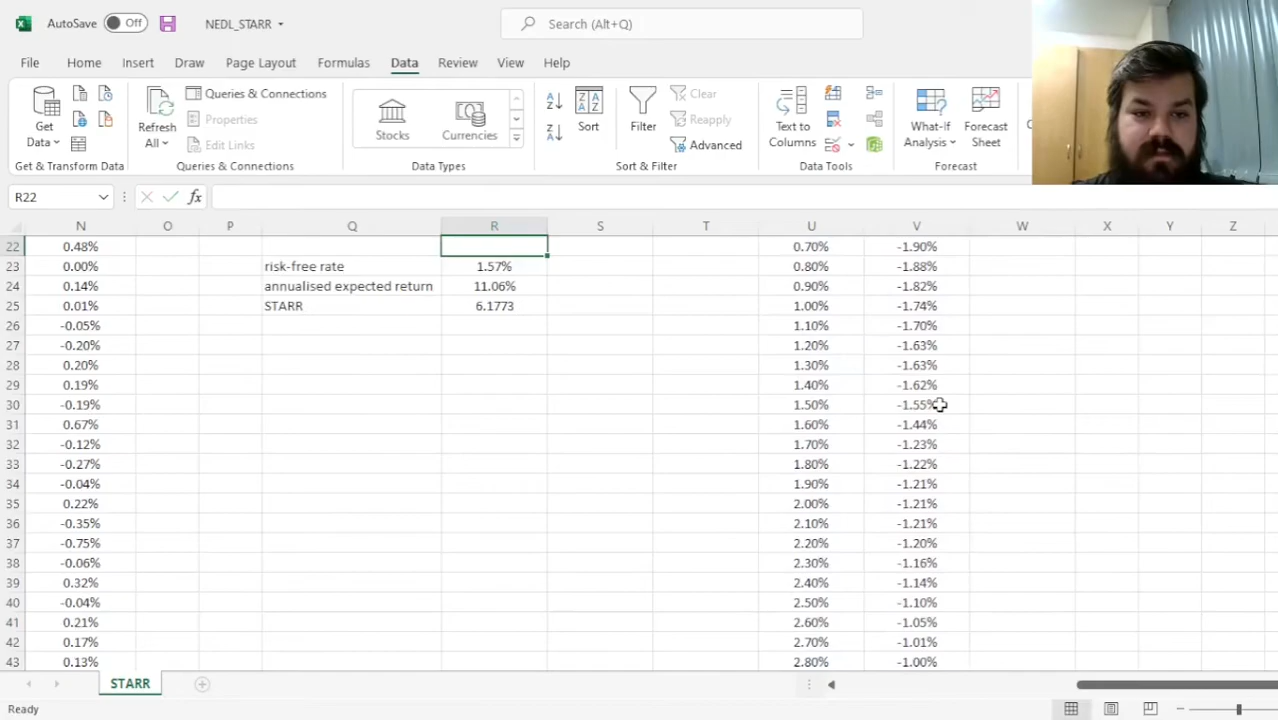 AutoSave Off NEDL_STARR Search (Alt+Q)
File Home Insert Draw Page Layout Formulas Data Review View Help
Get Data
Refresh All
Queries & Connections
Properties
Edit Links
Stocks Currencies
Sort
Filter
Clear
Reapply
Advanced
Text to Columns
What-If Analysis
Forecast Sheet
Get & Transform Data Queries & Connections Data Types Sort & Filter Data Tools Forecast
R22 fx
N O P Q R S T U V W X Y Z
22 0.48% 0.70% -1.90%
23 0.00% risk-free rate 1.57% 0.80% -1.88%
24 0.14% annualised expected return 11.06% 0.90% -1.82%
25 0.01% STARR 6.1773 1.00% -1.74%
26 -0.05% 1.10% -1.70%
27 -0.20% 1.20% -1.63%
28 0.20% 1.30% -1.63%
29 0.19% 1.40% -1.62%
30 -0.19% 1.50% -1.55%
31 0.67% 1.60% -1.44%
32 -0.12% 1.70% -1.23%
33 -0.27% 1.80% -1.22%
34 -0.04% 1.90% -1.21%
35 0.22% 2.00% -1.21%
36 -0.35% 2.10% -1.21%
37 -0.75% 2.20% -1.20%
38 -0.06% 2.30% -1.16%
39 0.32% 2.40% -1.14%
40 -0.04% 2.50% -1.10%
41 0.21% 2.60% -1.05%
42 0.17% 2.70% -1.01%
43 0.13% 2.80% -1.00%
STARR
Ready